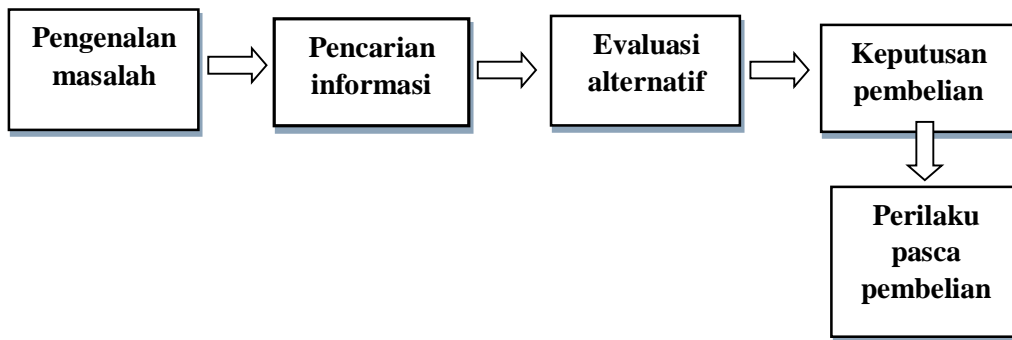 Pengenalan
masalah
Pencarian
informasi
Evaluasi
alternatif
Keputusan
pembelian
Perilaku
pasca
pembelian